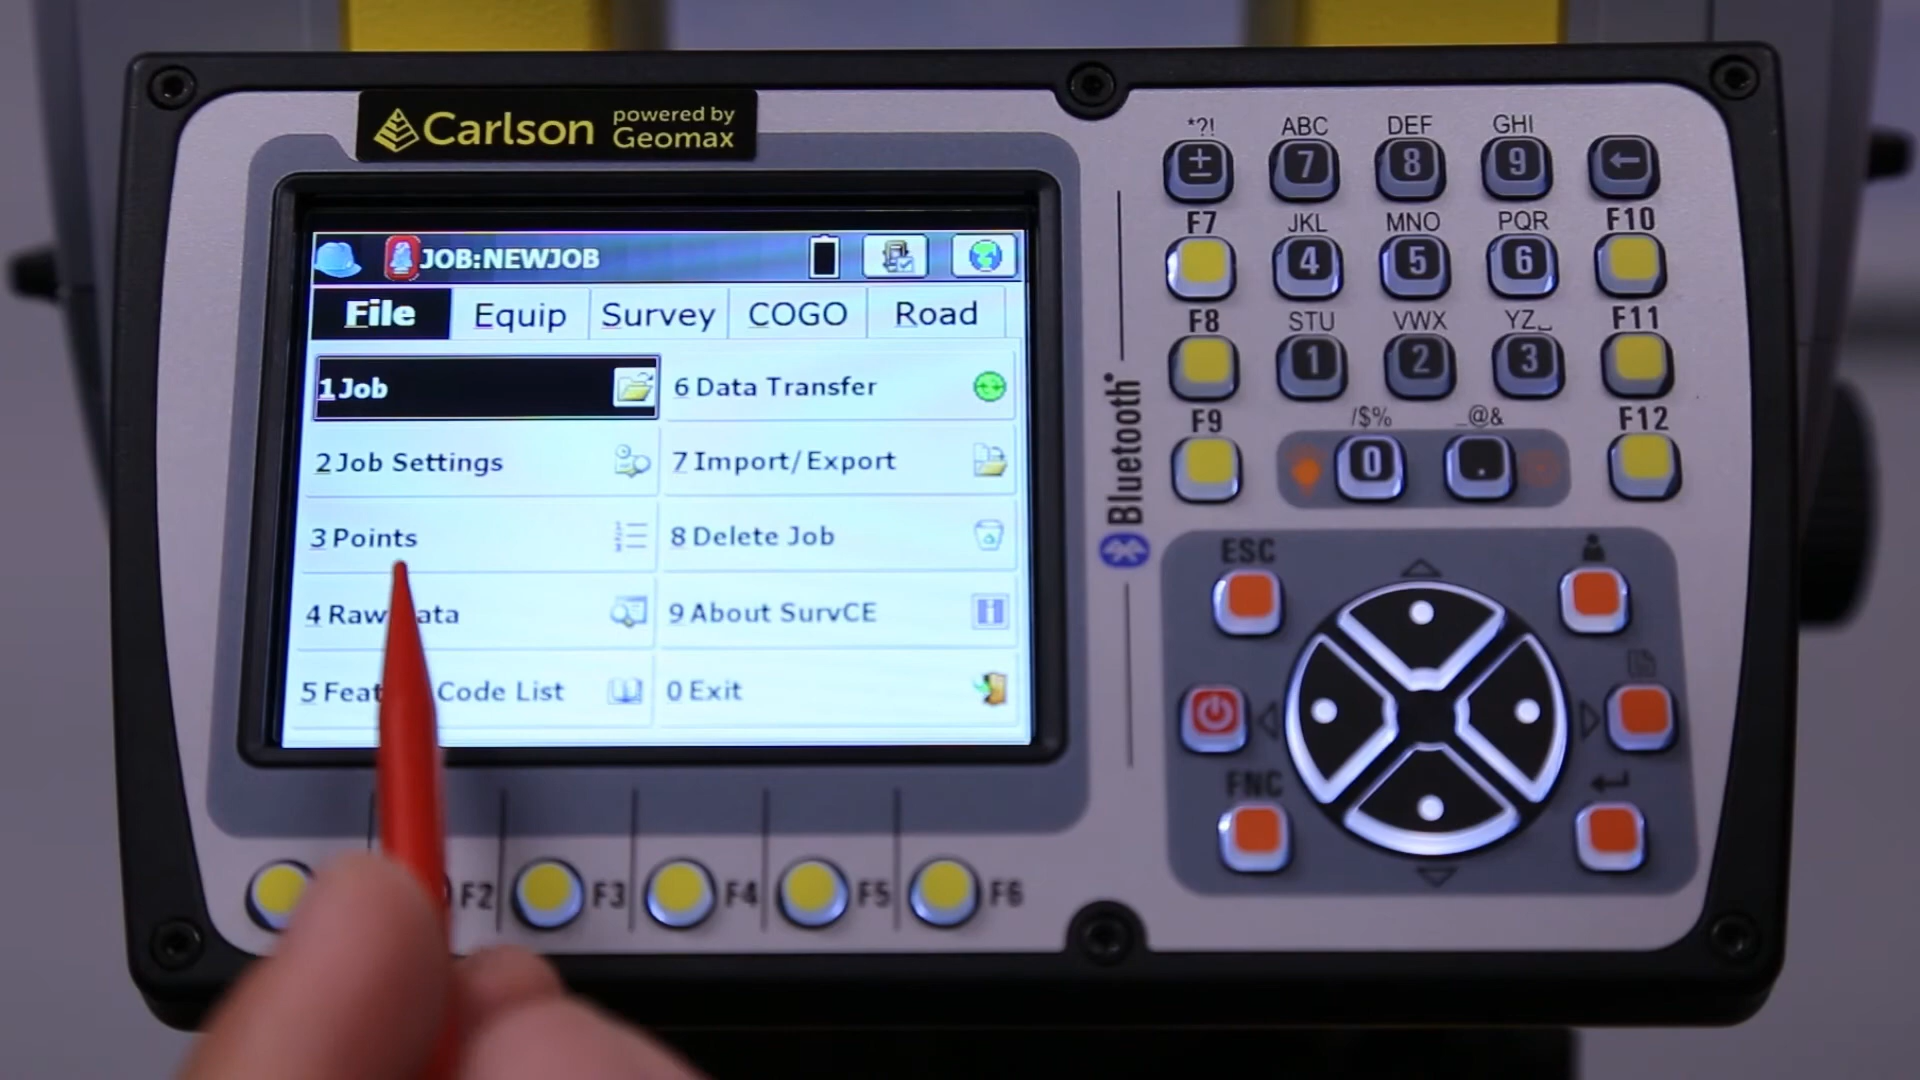 Carlson powered by Geomax
JOB:NEWJOB
File Equip Survey COGO Road
1 Job
2 Job Settings
3 Points
4 Raw
5 Code List
6 Data Transfer
7 Import/Export
8 Delete Job
9 About SurvCE
0 Exit
F2 F3 F4 F5 F6
Bluetooth
*?! ABC DEF GHI
± 7 8 9 ←
F7 JKL MNO PQR F10
4 5 6
F8 STU VWX YZ F11
1 2 3
F9 /$% _@& F12
0 .
ESC
FNC